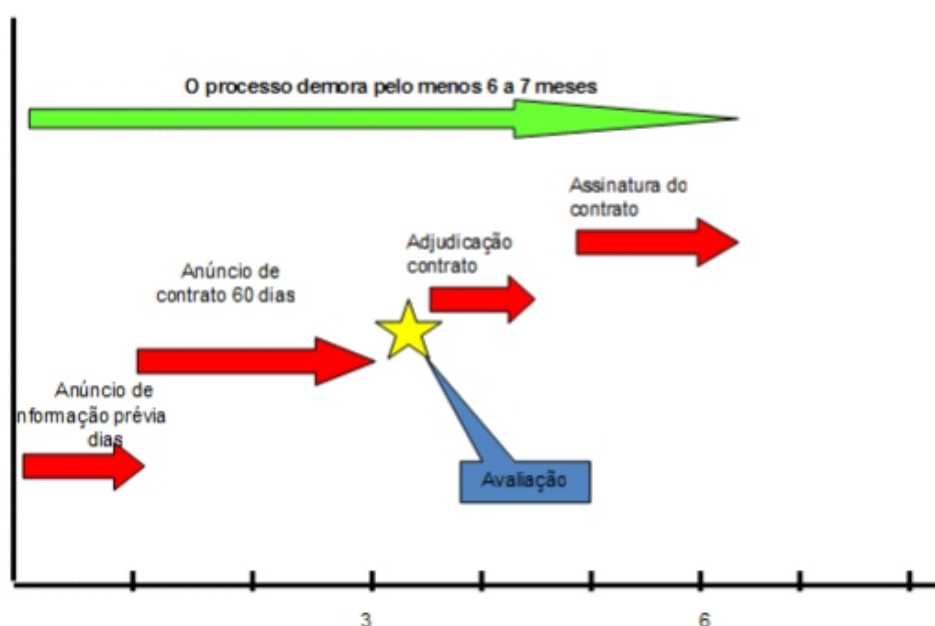 O processo demora pelo menos 6 a 7 meses
Assinatura do
contrato
Adjudicação
contrato
Anúncio de
contrato 60 dias
Anúncio de
nformação prévia
dias
Avaliação
3
6